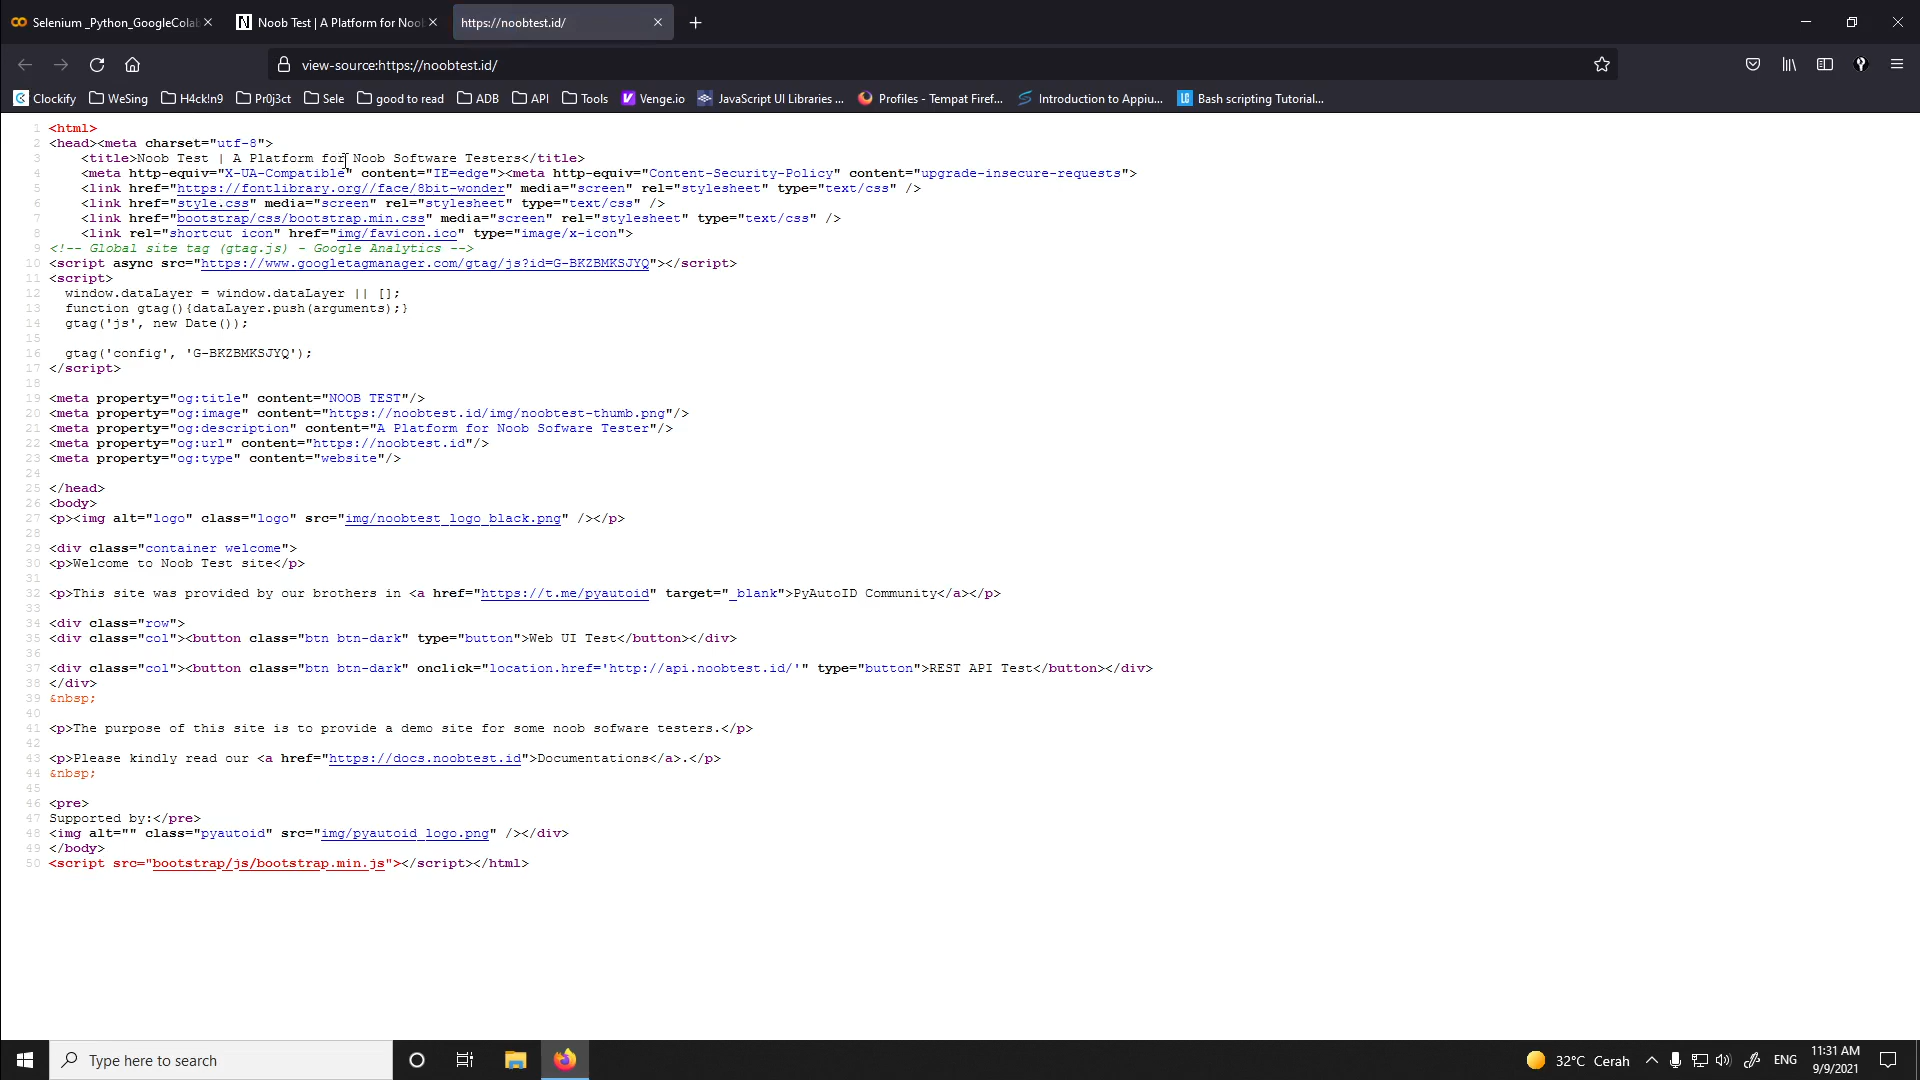 Selenium _Python_GoogleColab
Noob Test | A Platform for Noob
https://noobtest.id/
view-source:https://noobtest.id/
Clockify
WeSing
H4ck!n9
Pr0j3ct
Sele
good to read
ADB
API
Tools
Venge.io
JavaScript UI Libraries ...
Profiles - Tempat Firef...
Introduction to Appiu...
Bash scripting Tutorial...
1 <html>
2 <head><meta charset="utf-8">
3     <title>Noob Test | A Platform for Noob Software Testers</title>
4     <meta http-equiv="X-UA-Compatible" content="IE=edge"><meta http-equiv="Content-Security-Policy" content="upgrade-insecure-requests">
5     <link href="https://fontlibrary.org//face/8bit-wonder" media="screen" rel="stylesheet" type="text/css" />
6     <link href="style.css" media="screen" rel="stylesheet" type="text/css" />
7     <link href="bootstrap/css/bootstrap.min.css" media="screen" rel="stylesheet" type="text/css" />
8     <link rel="shortcut icon" href="img/favicon.ico" type="image/x-icon">
9 <!-- Global site tag (gtag.js) - Google Analytics -->
10 <script async src="https://www.googletagmanager.com/gtag/js?id=G-BKZBMKSJYQ"></script>
11 <script>
12   window.dataLayer = window.dataLayer || [];
13   function gtag(){dataLayer.push(arguments);}
14   gtag('js', new Date());
15
16   gtag('config', 'G-BKZBMKSJYQ');
17 </script>
18
19 <meta property="og:title" content="NOOB TEST"/>
20 <meta property="og:image" content="https://noobtest.id/img/noobtest-thumb.png"/>
21 <meta property="og:description" content="A Platform for Noob Sofware Tester"/>
22 <meta property="og:url" content="https://noobtest.id"/>
23 <meta property="og:type" content="website"/>
24
25 </head>
26 <body>
27 <p><img alt="logo" class="logo" src="img/noobtest_logo_black.png" /></p>
28
29 <div class="container welcome">
30 <p>Welcome to Noob Test site</p>
31
32 <p>This site was provided by our brothers in <a href="https://t.me/pyautoid" target="_blank">PyAutoID Community</a></p>
33
34 <div class="row">
35 <div class="col"><button class="btn btn-dark" type="button">Web UI Test</button></div>
36
37 <div class="col"><button class="btn btn-dark" onclick="location.href='http://api.noobtest.id/'" type="button">REST API Test</button></div>
38 </div>
39 &nbsp;
40
41 <p>The purpose of this site is to provide a demo site for some noob sofware testers.</p>
42
43 <p>Please kindly read our <a href="https://docs.noobtest.id">Documentations</a>.</p>
44 &nbsp;
45
46 <pre>
47 Supported by:</pre>
48 <img alt="" class="pyautoid" src="img/pyautoid_logo.png" /></div>
49 </body>
50 <script src="bootstrap/js/bootstrap.min.js"></script></html>
Type here to search
32°C Cerah
ENG
11:31 AM
9/9/2021